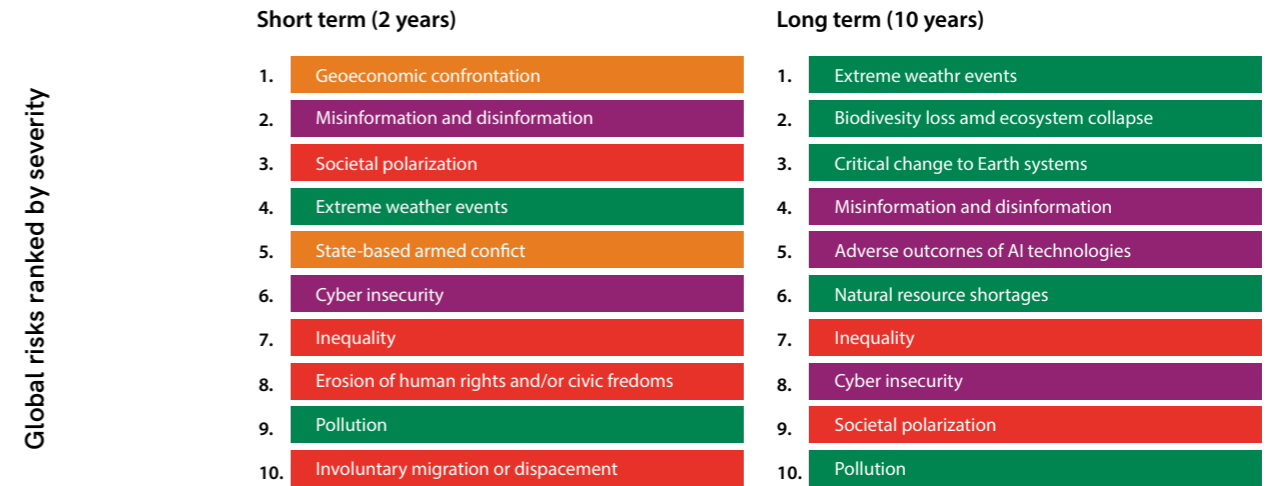 Global risks ranked by severity
Short term (2 years)
1. Geoeconomic confrontation
2. Misinformation and disinformation
3. Societal polarization
4. Extreme weather events
5. State-based armed confict
6. Cyber insecurity
7. Inequality
8. Erosion of human rights and/or civic fredoms
9. Pollution
10. Involuntary migration or dispacement
Long term (10 years)
1. Extreme weathr events
2. Biodivesity loss amd ecosystem collapse
3. Critical change to Earth systems
4. Misinformation and disinformation
5. Adverse outcornes of AI technologies
6. Natural resource shortages
7. Inequality
8. Cyber insecurity
9. Societal polarization
10. Pollution